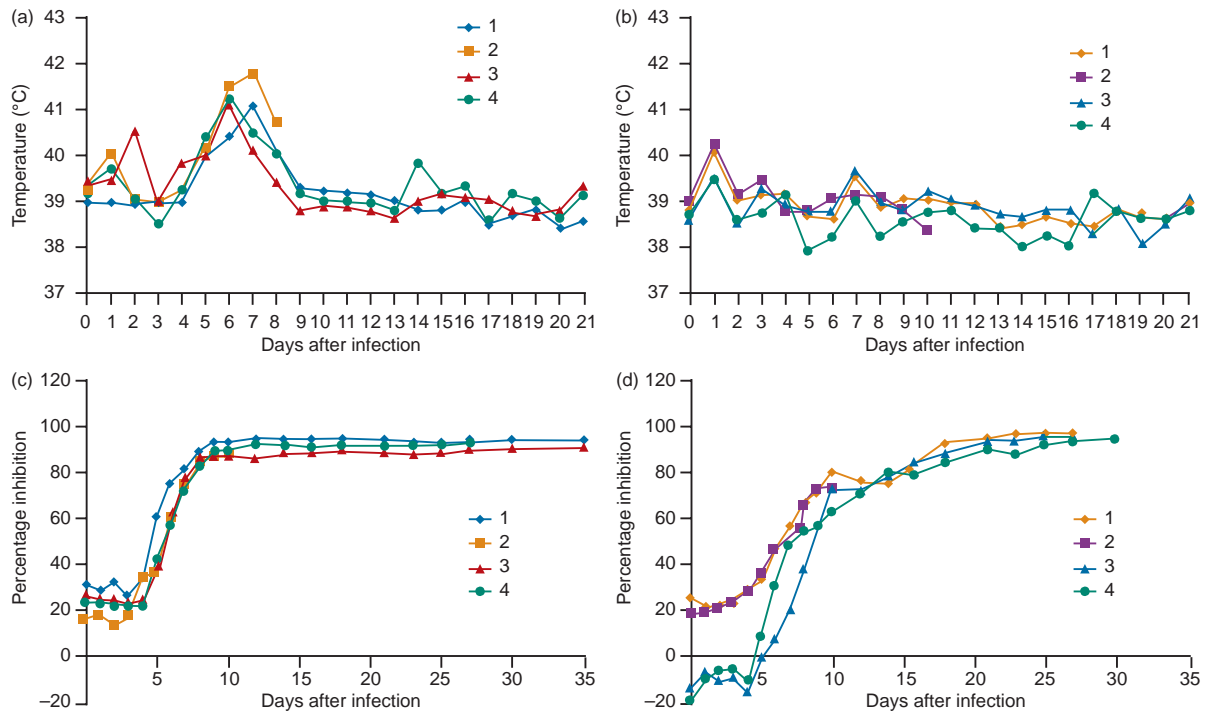 (a)
Temperature (°C)
43
42
41
40
39
38
37
0 1 2 3 4 5 6 7 8 9 10 11 12 13 14 15 16 17 18 19 20 21
Days after infection
1
2
3
4
(b)
Temperature (°C)
43
42
41
40
39
38
37
0 1 2 3 4 5 6 7 8 9 10 11 12 13 14 15 16 17 18 19 20 21
Days after infection
1
2
3
4
(c)
Percentage inhibition
120
100
80
60
40
20
0
–20
5 10 15 20 25 30 35
Days after infection
1
2
3
4
(d)
Percentage inhibition
120
100
80
60
40
20
0
–20
5 10 15 20 25 30 35
Days after infection
1
2
3
4